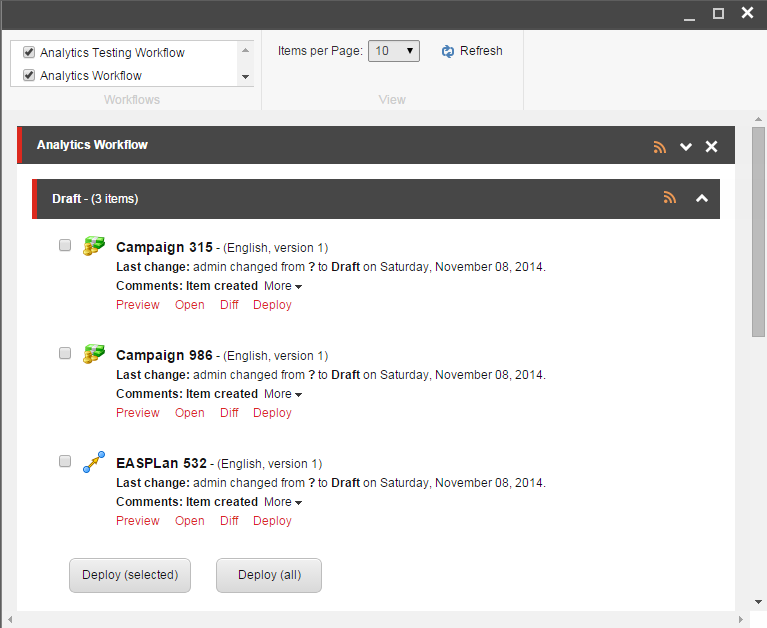 Analytics Testing Workflow
Analytics Workflow
Workflows
Items per Page: 10 Refresh
View
Analytics Workflow
Draft - (3 items)
Campaign 315 - (English, version 1)
Last change: admin changed from ? to Draft on Saturday, November 08, 2014.
Comments: Item created More
Preview Open Diff Deploy
Campaign 986 - (English, version 1)
Last change: admin changed from ? to Draft on Saturday, November 08, 2014.
Comments: Item created More
Preview Open Diff Deploy
EASPLan 532 - (English, version 1)
Last change: admin changed from ? to Draft on Saturday, November 08, 2014.
Comments: Item created More
Preview Open Diff Deploy
Deploy (selected) Deploy (all)